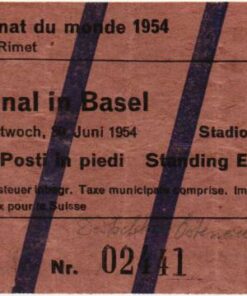 nat du monde 1954
Rimet
nal in Basel
twoch, 30. Juni 1954 Stadio
Posti in piedi Standing E
steuer inbegr. Taxe municipale comprise. Im
x pour le Suisse
Nr. 02441